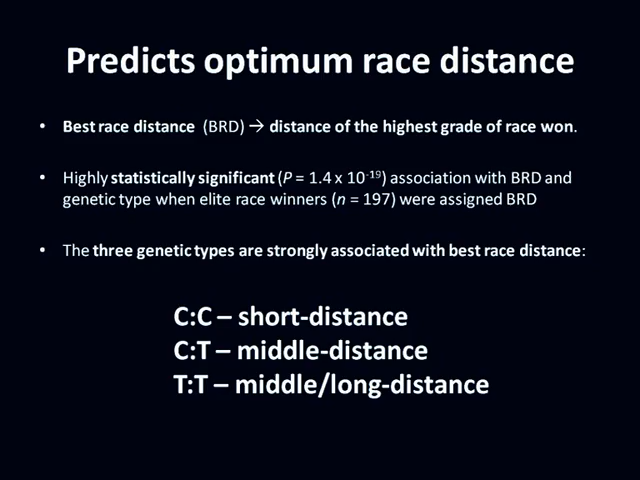 Predicts optimum race distance
• Best race distance (BRD) → distance of the highest grade of race won.
• Highly statistically significant (P = 1.4 x 10⁻¹⁹) association with BRD and
genetic type when elite race winners (n = 197) were assigned BRD
• The three genetic types are strongly associated with best race distance:
C:C – short-distance
C:T – middle-distance
T:T – middle/long-distance